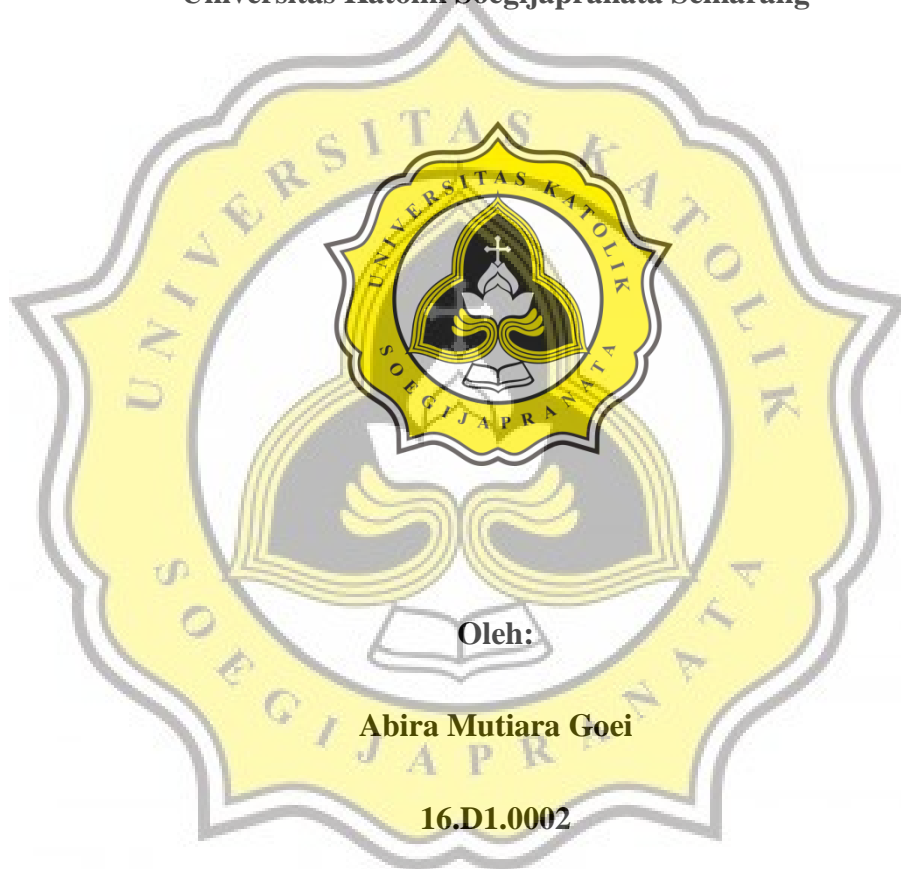 Universitas Katolik Soegijapranata Semarang
UNIVERSITAS KATOLIK
SOEGIJAPRANATA
UNIVERSITAS KATOLIK
SOEGIJAPRANATA
Oleh:
Abira Mutiara Goei
16.D1.0002